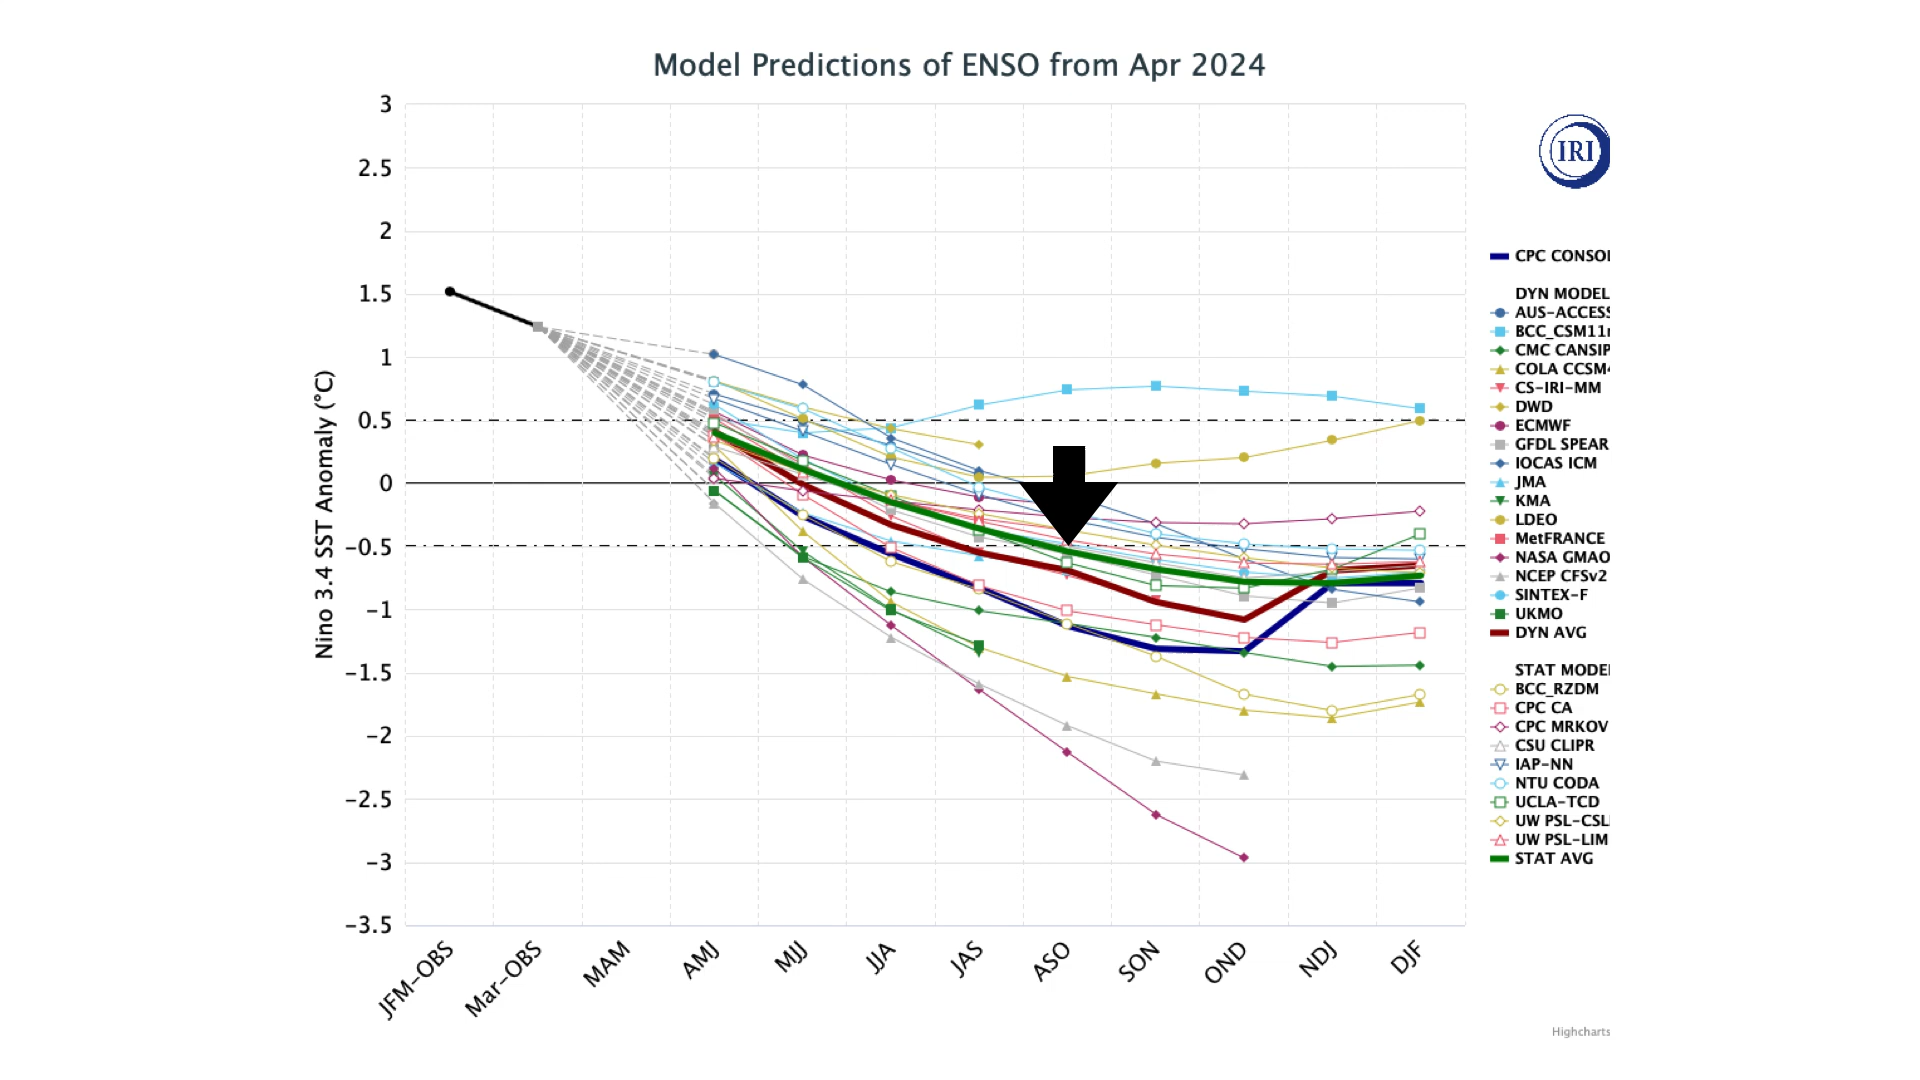 Model Predictions of ENSO from Apr 2024
IRI
Nino 3.4 SST Anomaly (°C)
3
2.5
2
1.5
1
0.5
0
−0.5
−1
−1.5
−2
−2.5
−3
−3.5
JFM-OBS
Mar-OBS
MAM
AMJ
MJJ
JJA
JAS
ASO
SON
OND
NDJ
DJF
CPC CONSOL
DYN MODEL
AUS-ACCESS
BCC_CSM11
CMC CANSIP
COLA CCSM4
CS-IRI-MM
DWD
ECMWF
GFDL SPEAR
IOCAS ICM
JMA
KMA
LDEO
MetFRANCE
NASA GMAO
NCEP CFSv2
SINTEX-F
UKMO
DYN AVG
STAT MODEL
BCC_RZDM
CPC CA
CPC MRKOV
CSU CLIPR
IAP-NN
NTU CODA
UCLA-TCD
UW PSL-CSL
UW PSL-LIM
STAT AVG
Highcharts